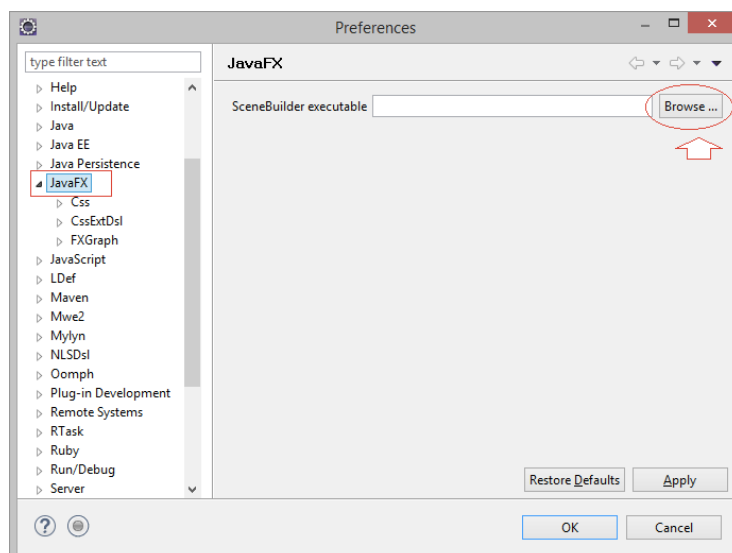 Preferences
type filter text
JavaFX
Help
Install/Update
Java
Java EE
Java Persistence
JavaFX
Css
CssExtDsl
FXGraph
JavaScript
LDef
Maven
Mwe2
Mylyn
NLSDsl
Oomph
Plug-in Development
Remote Systems
RTask
Ruby
Run/Debug
Server
SceneBuilder executable
Browse ...
Restore Defaults
Apply
OK
Cancel